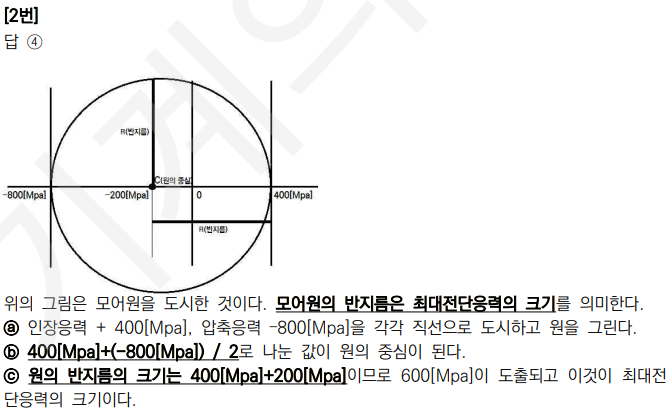 [2번]
답 ④
R(반지름)
C(원의 중심)
-800[Mpa] -200[Mpa] 0 400[Mpa]
R(반지름)
위의 그림은 모어원을 도시한 것이다. 모어원의 반지름은 최대전단응력의 크기를 의미한다.
ⓐ 인장응력 + 400[Mpa], 압축응력 -800[Mpa]을 각각 직선으로 도시하고 원을 그린다.
ⓑ 400[Mpa]+(-800[Mpa]) / 2로 나눈 값이 원의 중심이 된다.
ⓒ 원의 반지름의 크기는 400[Mpa]+200[Mpa]이므로 600[Mpa]이 도출되고 이것이 최대전
단응력의 크기이다.